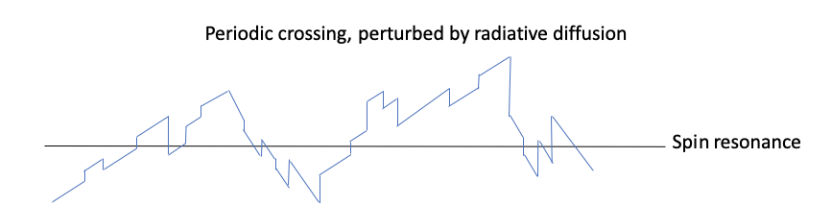 Periodic crossing, perturbed by radiative diffusion
Spin resonance